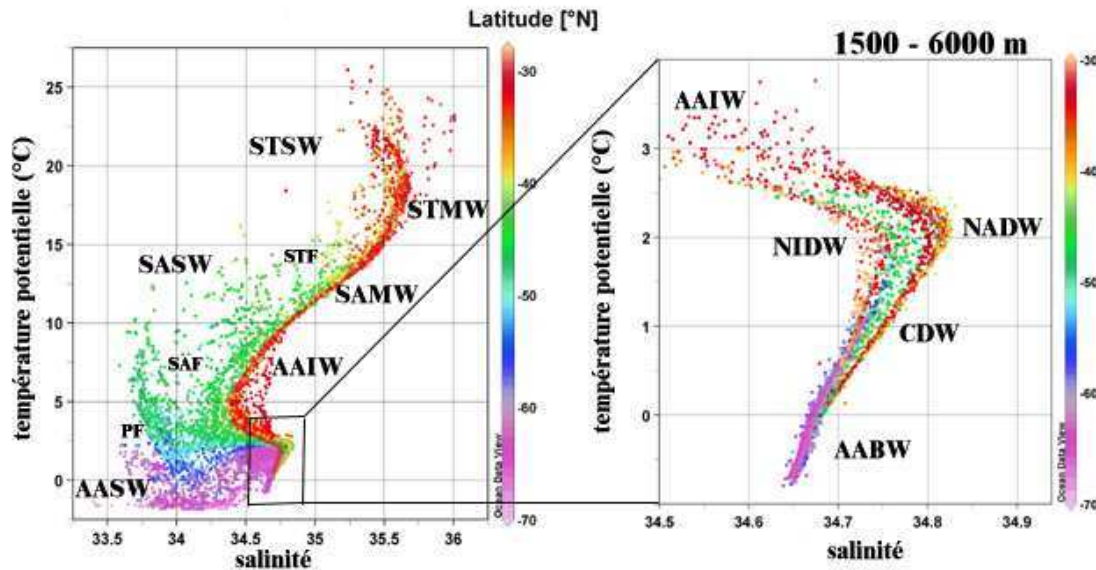 Latitude [°N]
1500 - 6000 m
température potentielle (°C)
25
20
15
10
5
0
33.5
34
34.5
35
35.5
36
salinité
STSW
STMW
STF
SASW
SAMW
SAF
AAIW
PF
AASW
-30
-40
-50
-60
-70
Ocean Data View
température potentielle (°C)
3
2
1
0
34.5
34.6
34.7
34.8
34.9
salinité
AAIW
NADW
NIDW
CDW
AABW
-30
-40
-50
-60
-70
Ocean Data View